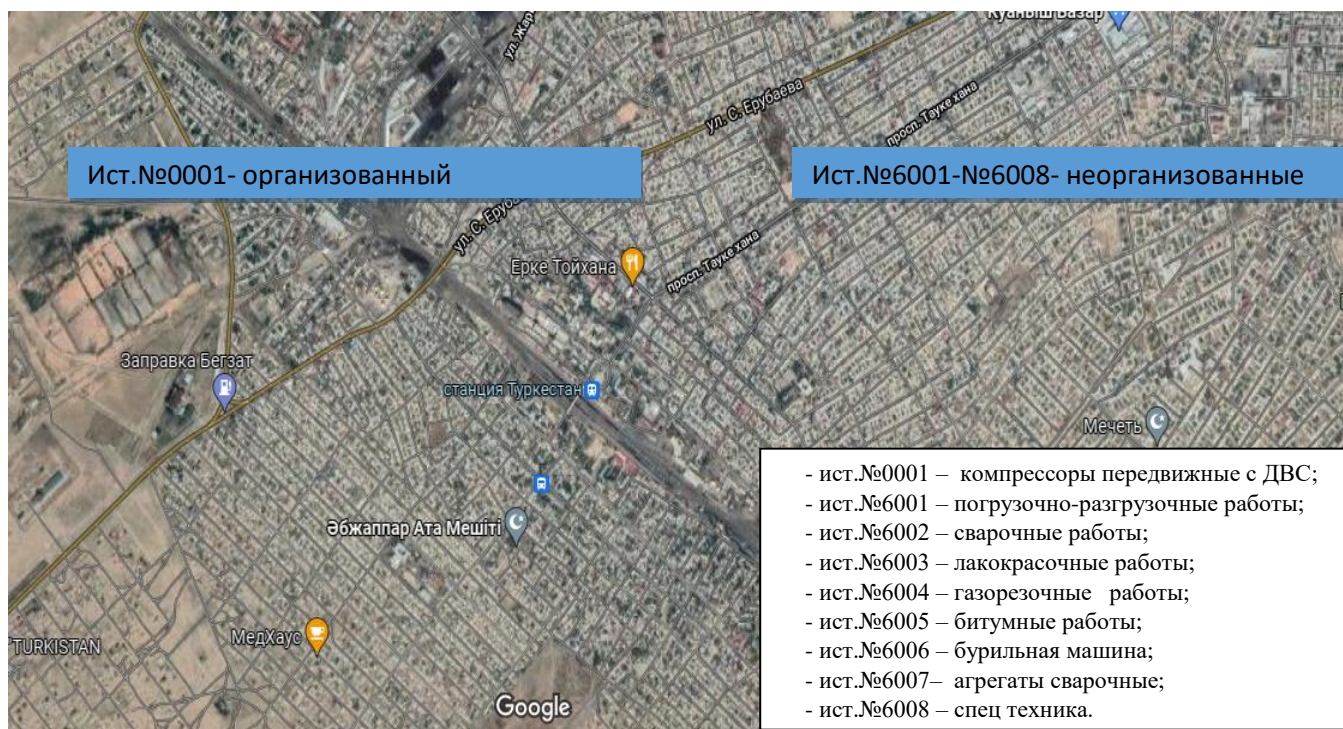 Куаныш Базар
ул. Жара
ул. С. Ерубаева
просп. Тауке хана
Ист.№0001- организованный
Ист.№6001-№6008- неорганизованные
ул. С. Еруба
Ерке Тойхана
просп. Тауке хана
Заправка Бегзат
станция Туркестан
Мечеть
- ист.№0001 – компрессоры передвижные с ДВС;
- ист.№6001 – погрузочно-разгрузочные работы;
- ист.№6002 – сварочные работы;
- ист.№6003 – лакокрасочные работы;
- ист.№6004 – газорезочные работы;
- ист.№6005 – битумные работы;
- ист.№6006 – бурильная машина;
- ист.№6007– агрегаты сварочные;
- ист.№6008 – спец техника.
Әбжаппар Ата Мешіті
МедХаус
TURKISTAN
Google